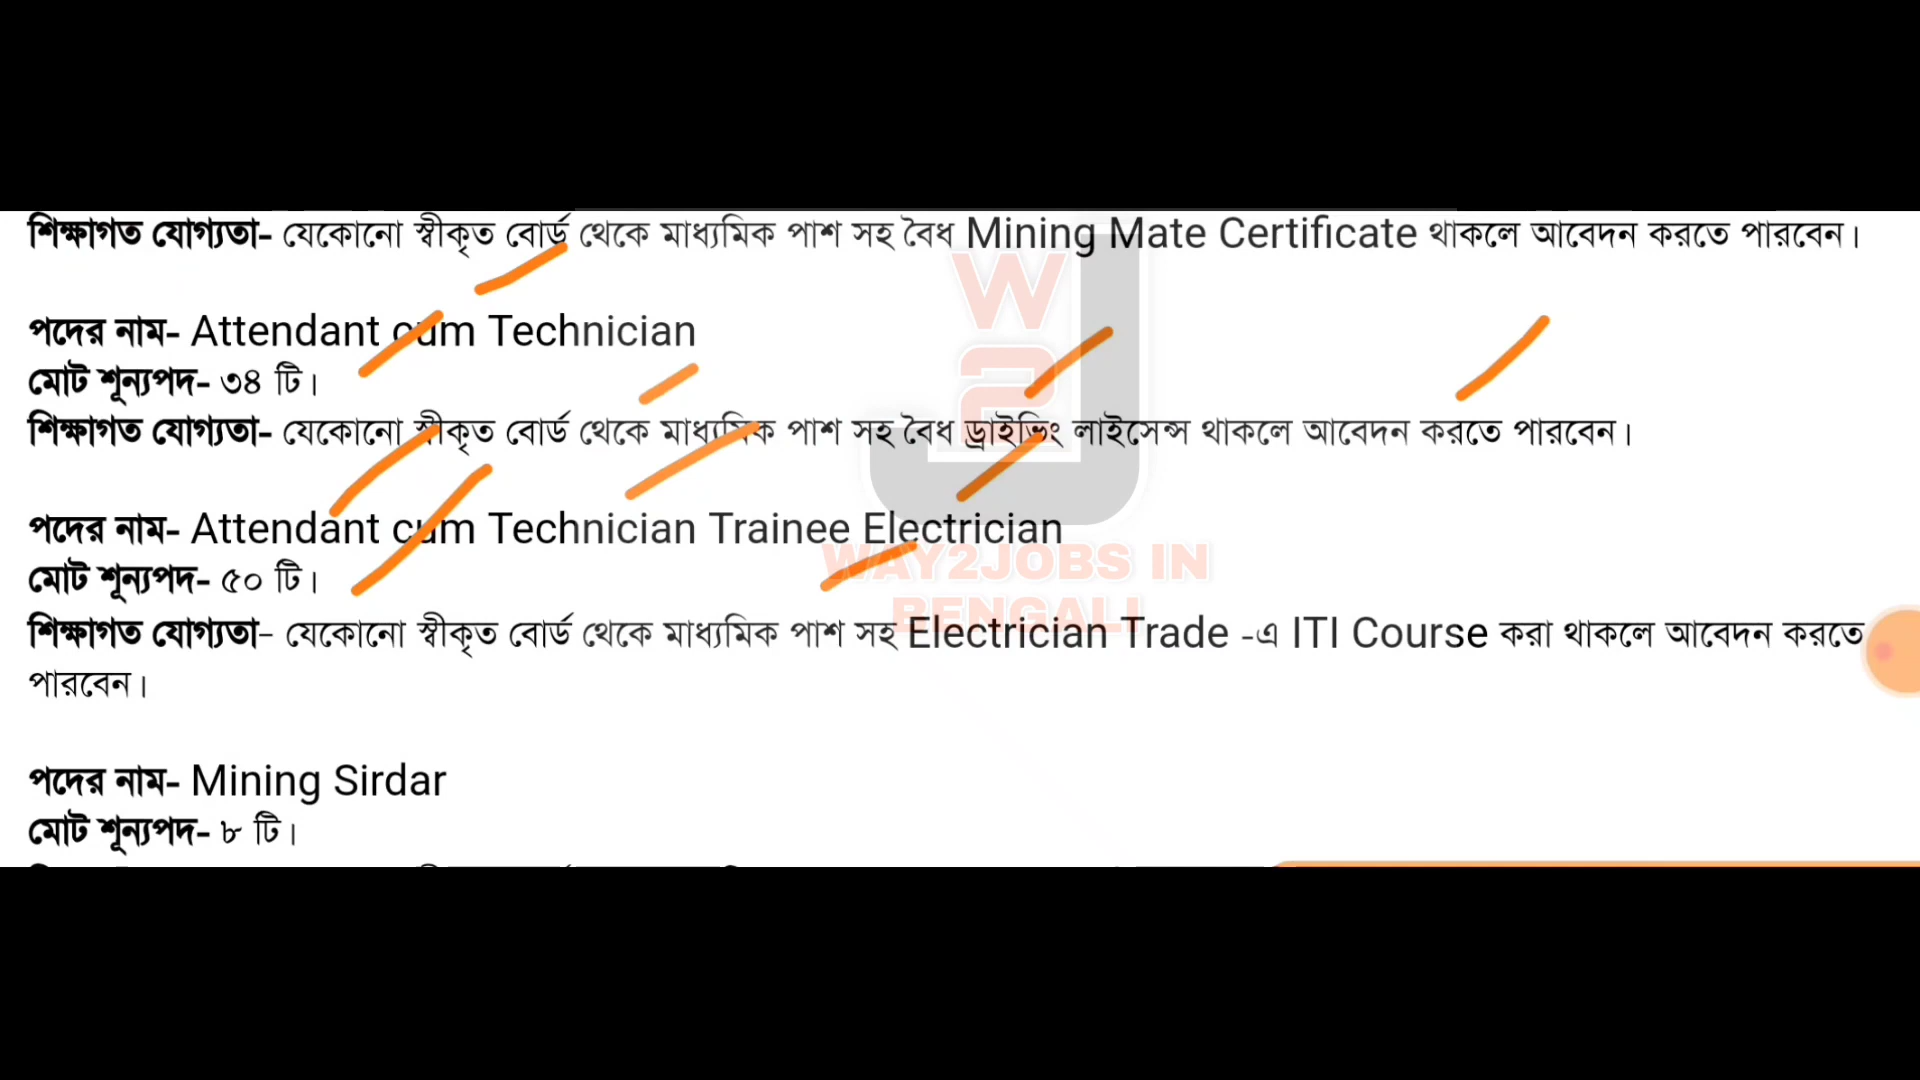 শিক্ষাগত যোগ্যতা- যেকোনো স্বীকৃত বোর্ড থেকে মাধ্যমিক পাশ সহ বৈধ Mining Mate Certificate থাকলে আবেদন করতে পারবেন।
পদের নাম- Attendant cum Technician
মোট শূন্যপদ- ৩৪ টি।
শিক্ষাগত যোগ্যতা- যেকোনো স্বীকৃত বোর্ড থেকে মাধ্যমিক পাশ সহ বৈধ ড্রাইভিং লাইসেন্স থাকলে আবেদন করতে পারবেন।
পদের নাম- Attendant cum Technician Trainee Electrician
মোট শূন্যপদ- ৫০ টি।
শিক্ষাগত যোগ্যতা- যেকোনো স্বীকৃত বোর্ড থেকে মাধ্যমিক পাশ সহ Electrician Trade -এ ITI Course করা থাকলে আবেদন করতে
পারবেন।
পদের নাম- Mining Sirdar
মোট শূন্যপদ- ৮ টি।
W
2
J
WAY2JOBS IN
BENGALI